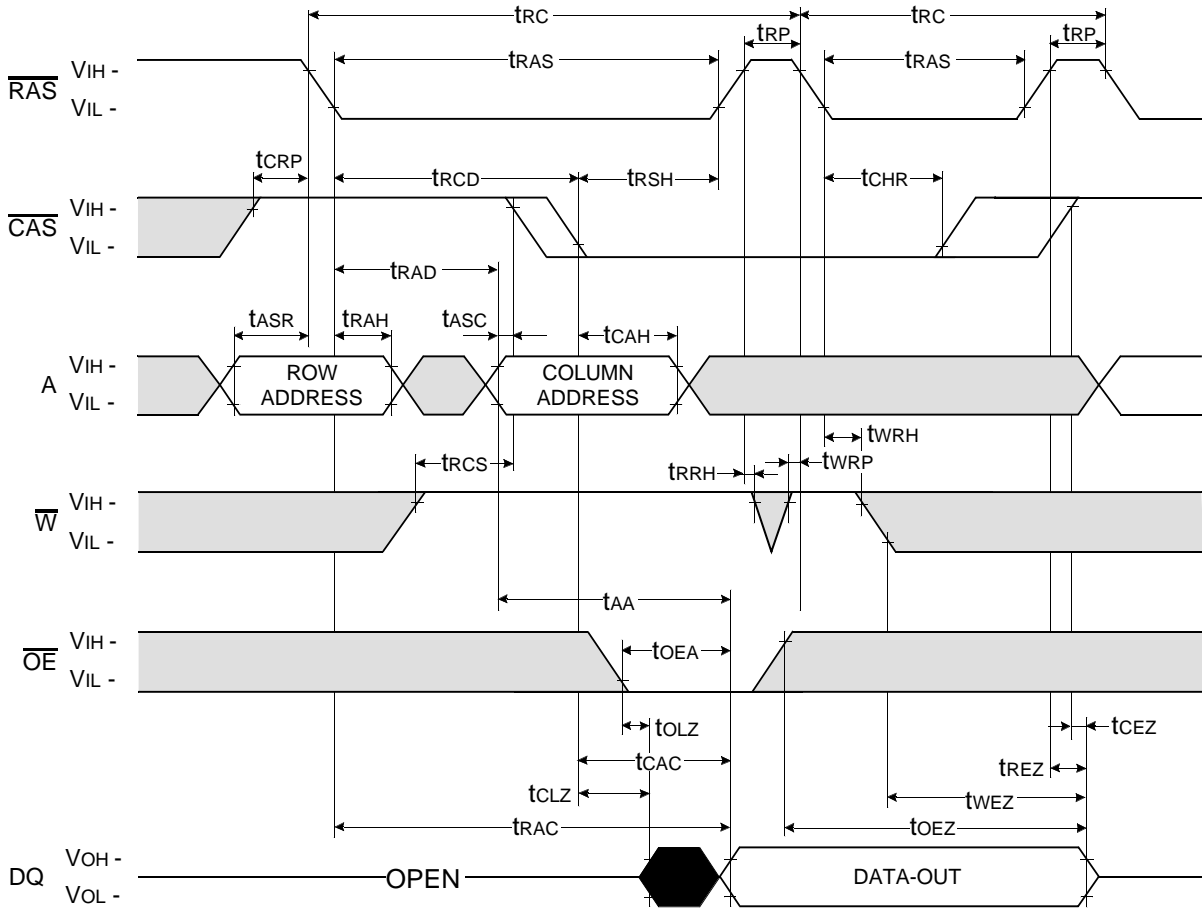 tRC tRC
tRP tRP
RAS VIH - tRAS tRAS
VIL -
tCRP tRCD tRSH tCHR
CAS VIH -
VIL -
tRAD
tASR tRAH tASC tCAH
A VIH - ROW ADDRESS COLUMN ADDRESS
VIL -
tWRH
tRCS tRRH tWRP
W VIH -
VIL -
tAA
OE VIH - tOEA
VIL -
tOLZ tCEZ
tCAC tREZ
tCLZ tWEZ
tRAC tOEZ
DQ VOH - OPEN DATA-OUT
VOL -